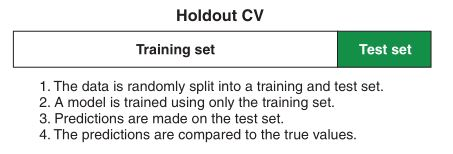 Holdout CV
Training set
Test set
1. The data is randomly split into a training and test set.
2. A model is trained using only the training set.
3. Predictions are made on the test set.
4. The predictions are compared to the true values.